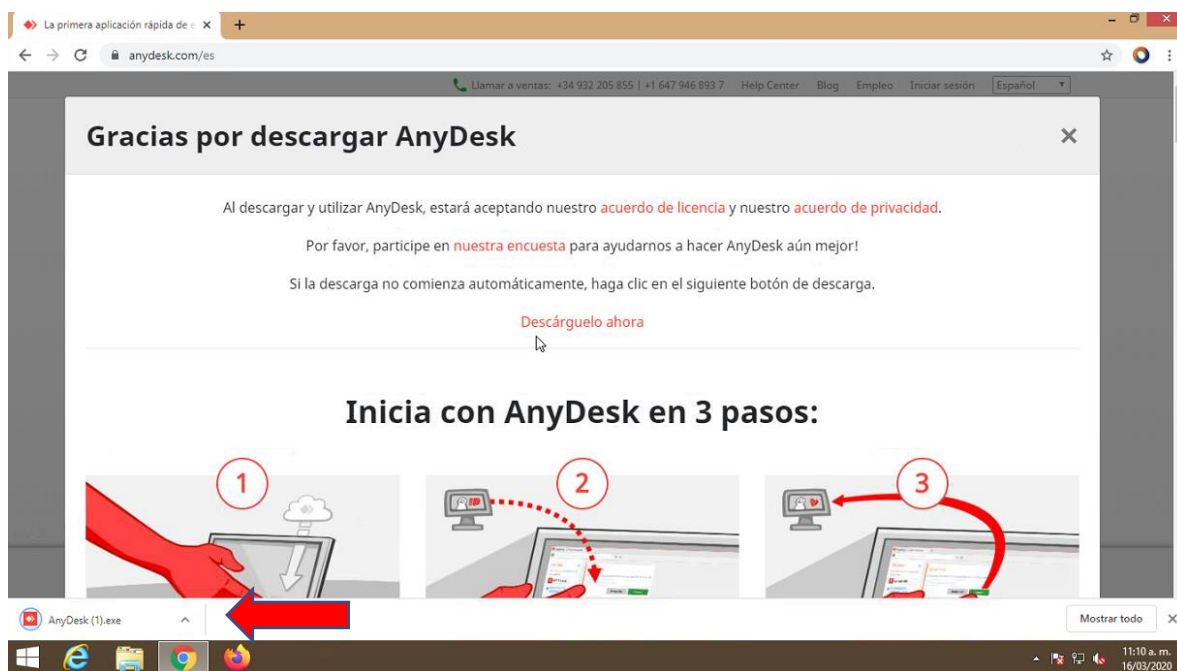 La primera aplicación rápida de e
anydesk.com/es
Llamar a ventas: +34 932 205 855 | +1 647 946 893 7 Help Center Blog Empleo Iniciar sesión Español
Gracias por descargar AnyDesk
Al descargar y utilizar AnyDesk, estará aceptando nuestro acuerdo de licencia y nuestro acuerdo de privacidad.
Por favor, participe en nuestra encuesta para ayudarnos a hacer AnyDesk aún mejor!
Si la descarga no comienza automáticamente, haga clic en el siguiente botón de descarga.
Descárguelo ahora
Inicia con AnyDesk en 3 pasos:
1 2 3
AnyDesk (1).exe
Mostrar todo
11:10 a. m.
16/03/2020